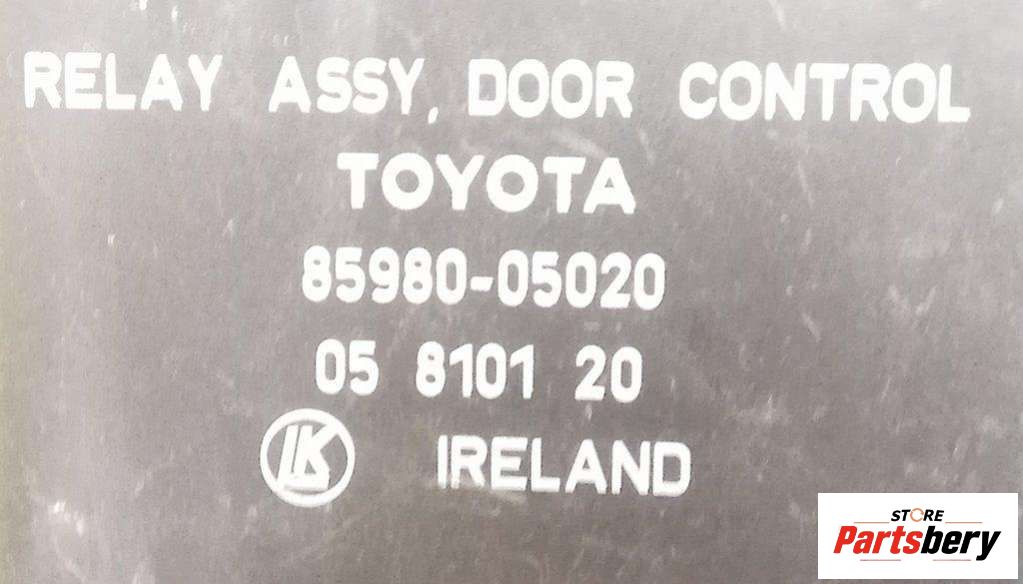 RELAY ASSY, DOOR CONTROL
TOYOTA
85980-05020
05 8101 20
LK IRELAND
STORE
Partsbery